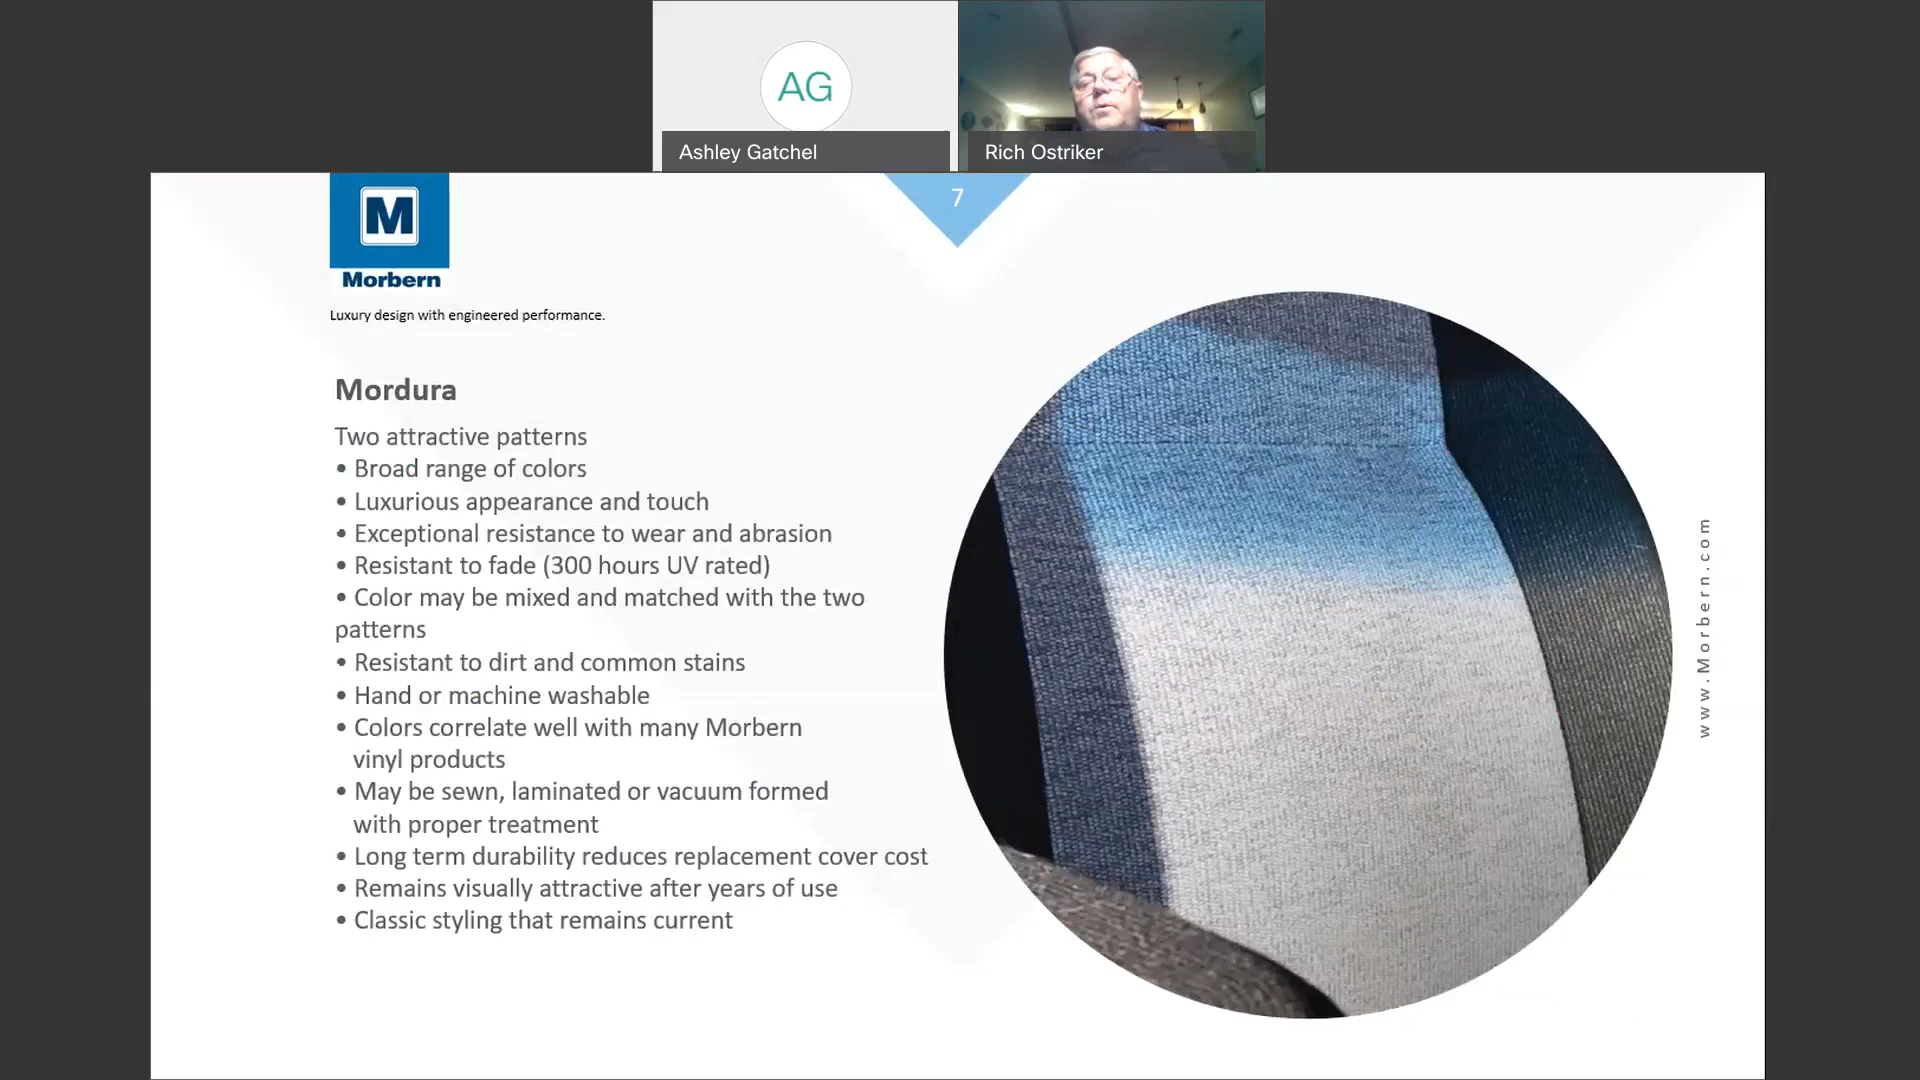 AG
Ashley Gatchel
Rich Ostriker
7
M
Morbern
Luxury design with engineered performance.
Mordura
Two attractive patterns
• Broad range of colors
• Luxurious appearance and touch
• Exceptional resistance to wear and abrasion
• Resistant to fade (300 hours UV rated)
• Color may be mixed and matched with the two
patterns
• Resistant to dirt and common stains
• Hand or machine washable
• Colors correlate well with many Morbern
vinyl products
• May be sewn, laminated or vacuum formed
with proper treatment
• Long term durability reduces replacement cover cost
• Remains visually attractive after years of use
• Classic styling that remains current
www.Morbern.com